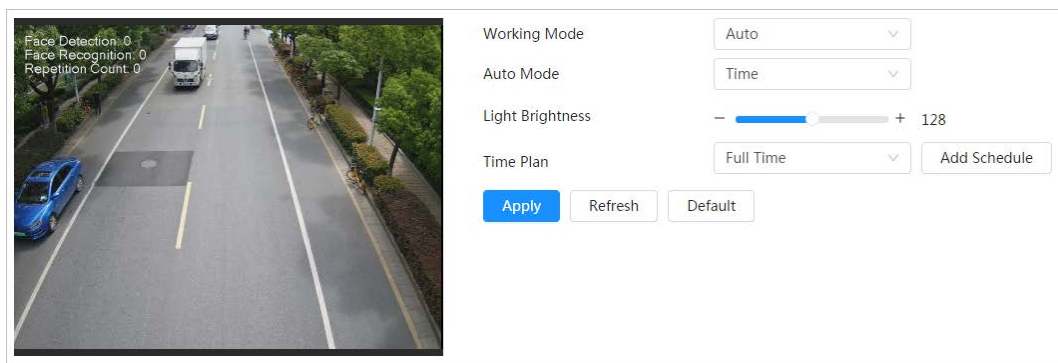 Face Detection: 0
Face Recognition: 0
Repetition Count: 0
Working Mode
Auto
Auto Mode
Time
Light Brightness
128
Time Plan
Full Time
Add Schedule
Apply
Refresh
Default